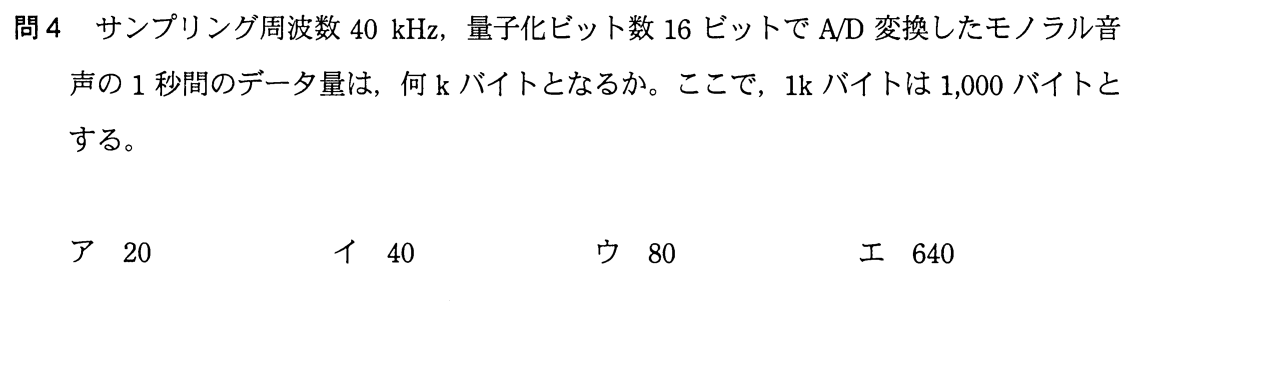 問4 サンプリング周波数 40 kHz，量子化ビット数 16 ビットで A/D 変換したモノラル音
声の 1 秒間のデータ量は，何 k バイトとなるか。ここで，1k バイトは 1,000 バイトと
する。
ア 20 イ 40 ウ 80 エ 640